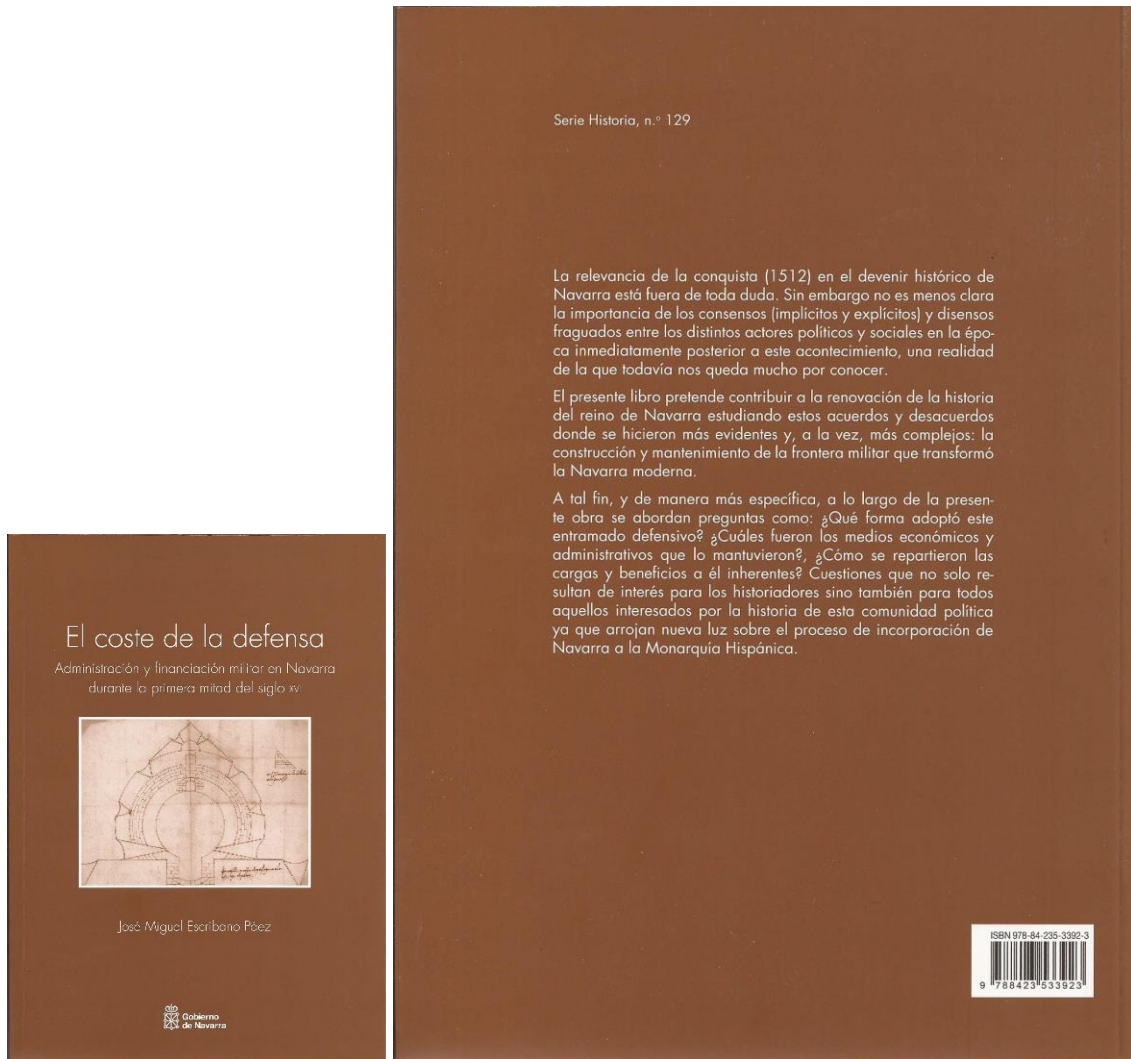 El coste de la defensa
Administración y financiación militar en Navarra
durante la primera mitad del siglo XVI
José Miguel Escribano Páez
Gobierno
de Navarra
Serie Historia, n.º 129
La relevancia de la conquista (1512) en el devenir histórico de
Navarra está fuera de toda duda. Sin embargo no es menos clara
la importancia de los consensos (implícitos y explícitos) y disensos
fraguados entre los distintos actores políticos y sociales en la épo-
ca inmediatamente posterior a este acontecimiento, una realidad
de la que todavía nos queda mucho por conocer.
El presente libro pretende contribuir a la renovación de la historia
del reino de Navarra estudiando estos acuerdos y desacuerdos
donde se hicieron más evidentes y, a la vez, más complejos: la
construcción y mantenimiento de la frontera militar que transformó
la Navarra moderna.
A tal fin, y de manera más específica, a lo largo de la presen-
te obra se abordan preguntas como: ¿Qué forma adoptó este
entramado defensivo? ¿Cuáles fueron los medios económicos y
administrativos que lo mantuvieron?, ¿Cómo se repartieron las
cargas y beneficios a él inherentes? Cuestiones que no solo re-
sultan de interés para los historiadores sino también para todos
aquellos interesados por la historia de esta comunidad política
ya que arrojan nueva luz sobre el proceso de incorporación de
Navarra a la Monarquía Hispánica.
ISBN 978-84-235-3392-3
9 788423 533923